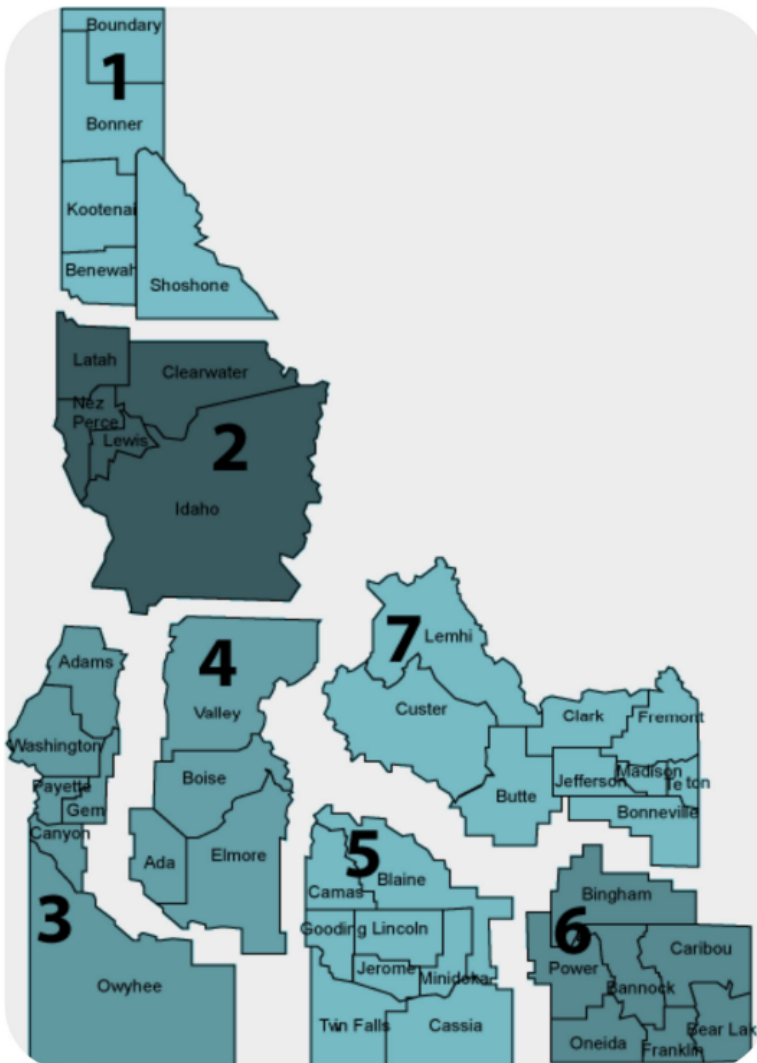 Boundary
1
Bonner
Kootenai
Benewah
Shoshone
Latah
Clearwater
Nez
Perce
Lewis
2
Idaho
Adams
Washington
Payette
Gem
Canyon
3
Owyhee
4
Valley
Boise
Ada
Elmore
7
Lemhi
Custer
Clark
Fremont
Jefferson
Madison
Teton
Butte
Bonneville
5
Blaine
Camas
Gooding
Lincoln
Jerome
Minidoka
Twin Falls
Cassia
Bingham
6
Power
Caribou
Bannock
Bear Lak
Oneida
Franklin